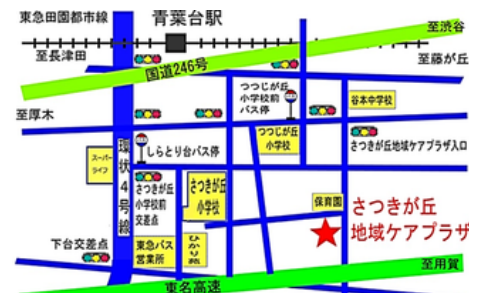 東急田園都市線
青葉台駅
至渋谷
至長津田
国道246号
至藤が丘
つつじが丘
小学校前
バス停
谷本中学校
至厚木
環状4号線
しらとり台バス停
つつじが丘
小学校
さつきが丘地域ケアプラザ入口
スーパー
ライフ
さつきが丘
小学校前
交差点
さつきが丘
小学校
保育園
さつきが丘
地域ケアプラザ
下台交差点
東急バス
営業所
至用賀
東名高速